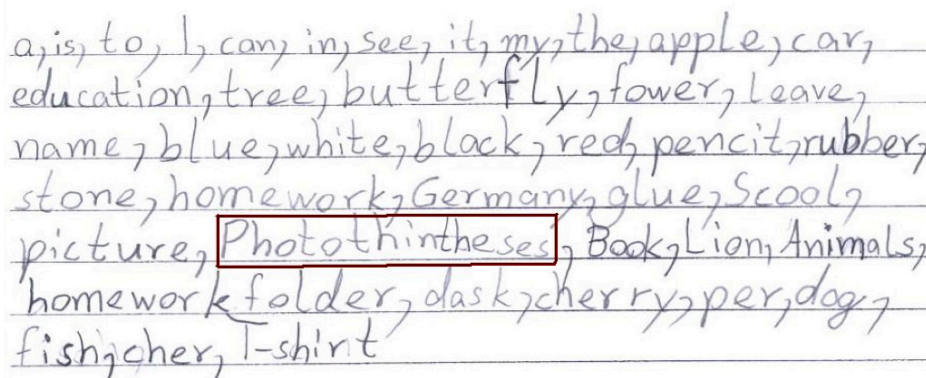 a, is, to, I, can, in, see, it, my, the, apple, car,
education, tree, butterfly, fower, leave,
name, blue, white, black, red, pencit, rubber,
stone, homework, Germany, glue, Scool,
picture, Photothintheses, Book, Lion, Animals,
homework folder, dask, cherry, per, dog,
fish, cher, T-shirt